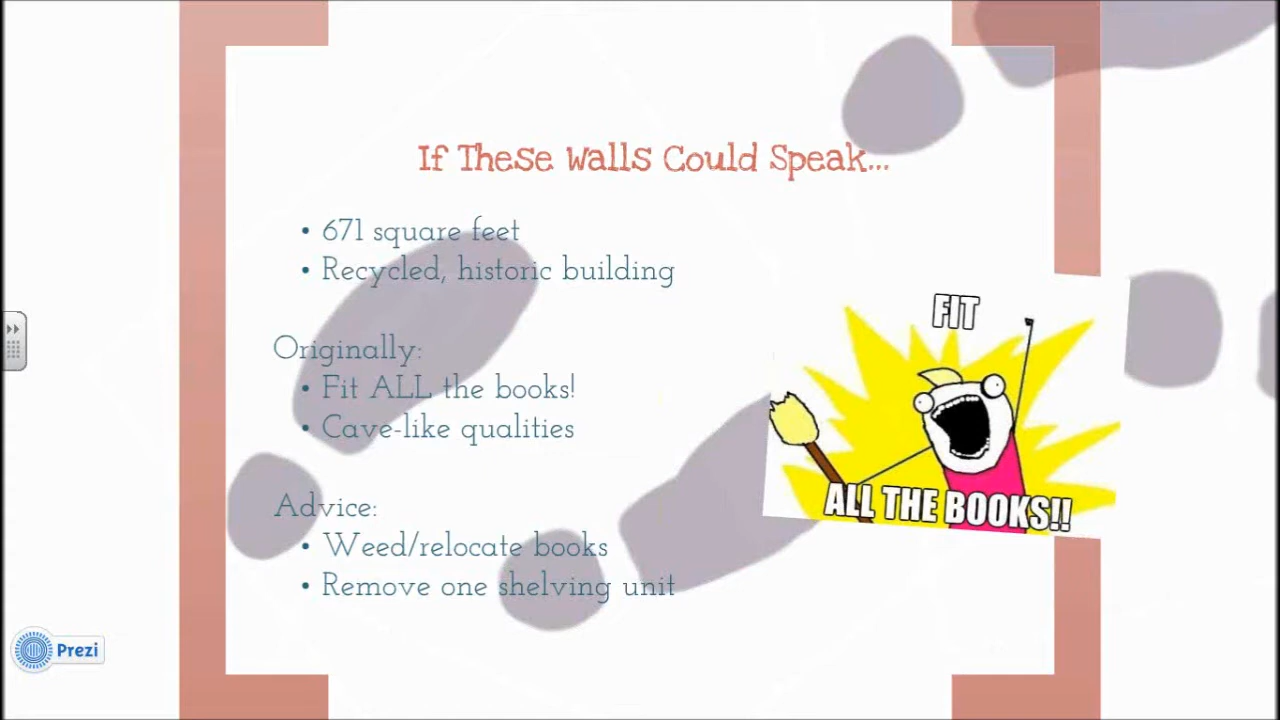 If These Walls Could Speak...
• 671 square feet
• Recycled, historic building
Originally:
• Fit ALL the books!
• Cave-like qualities
Advice:
• Weed/relocate books
• Remove one shelving unit
FIT
ALL THE BOOKS!!
Prezi